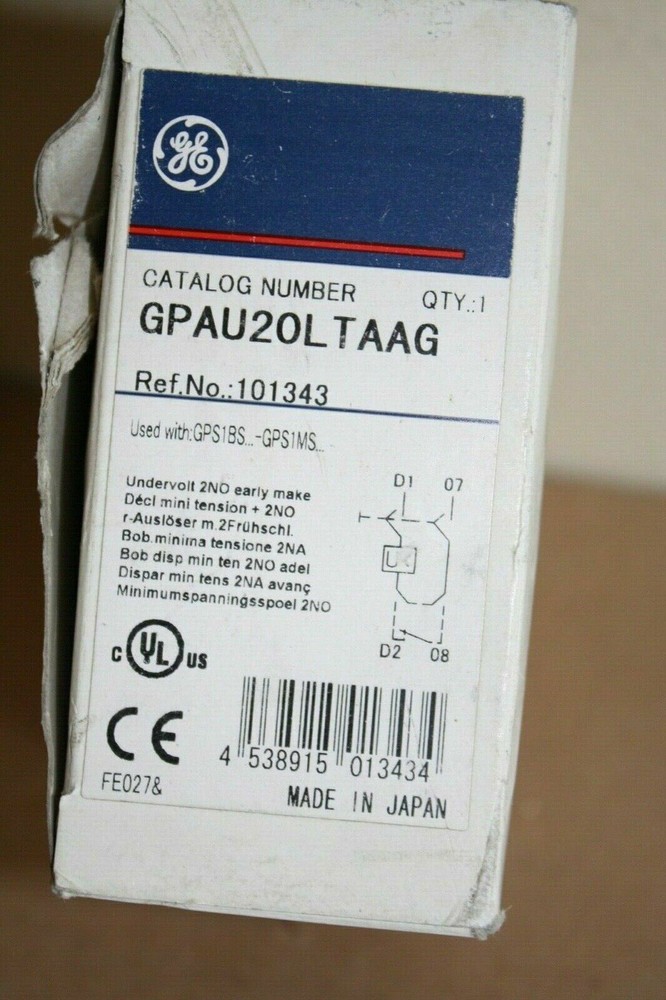 GE
CATALOG NUMBER QTY.:1
GPAU20LTAAG
Ref.No.:101343
Used with:GPS1BS...-GPS1MS...
Undervolt 2NO early make
Décl mini tension + 2NO
r-Auslöser m.2Frühschl.
Bob.minima tensione 2NA
Bob disp min ten 2NO adel
Dispar min tens 2NA avanç
Minimumspanningsspoel 2NO
D1 07
U<
D2 08
C UL US
CE
4 538915 013434
FE027&
MADE IN JAPAN